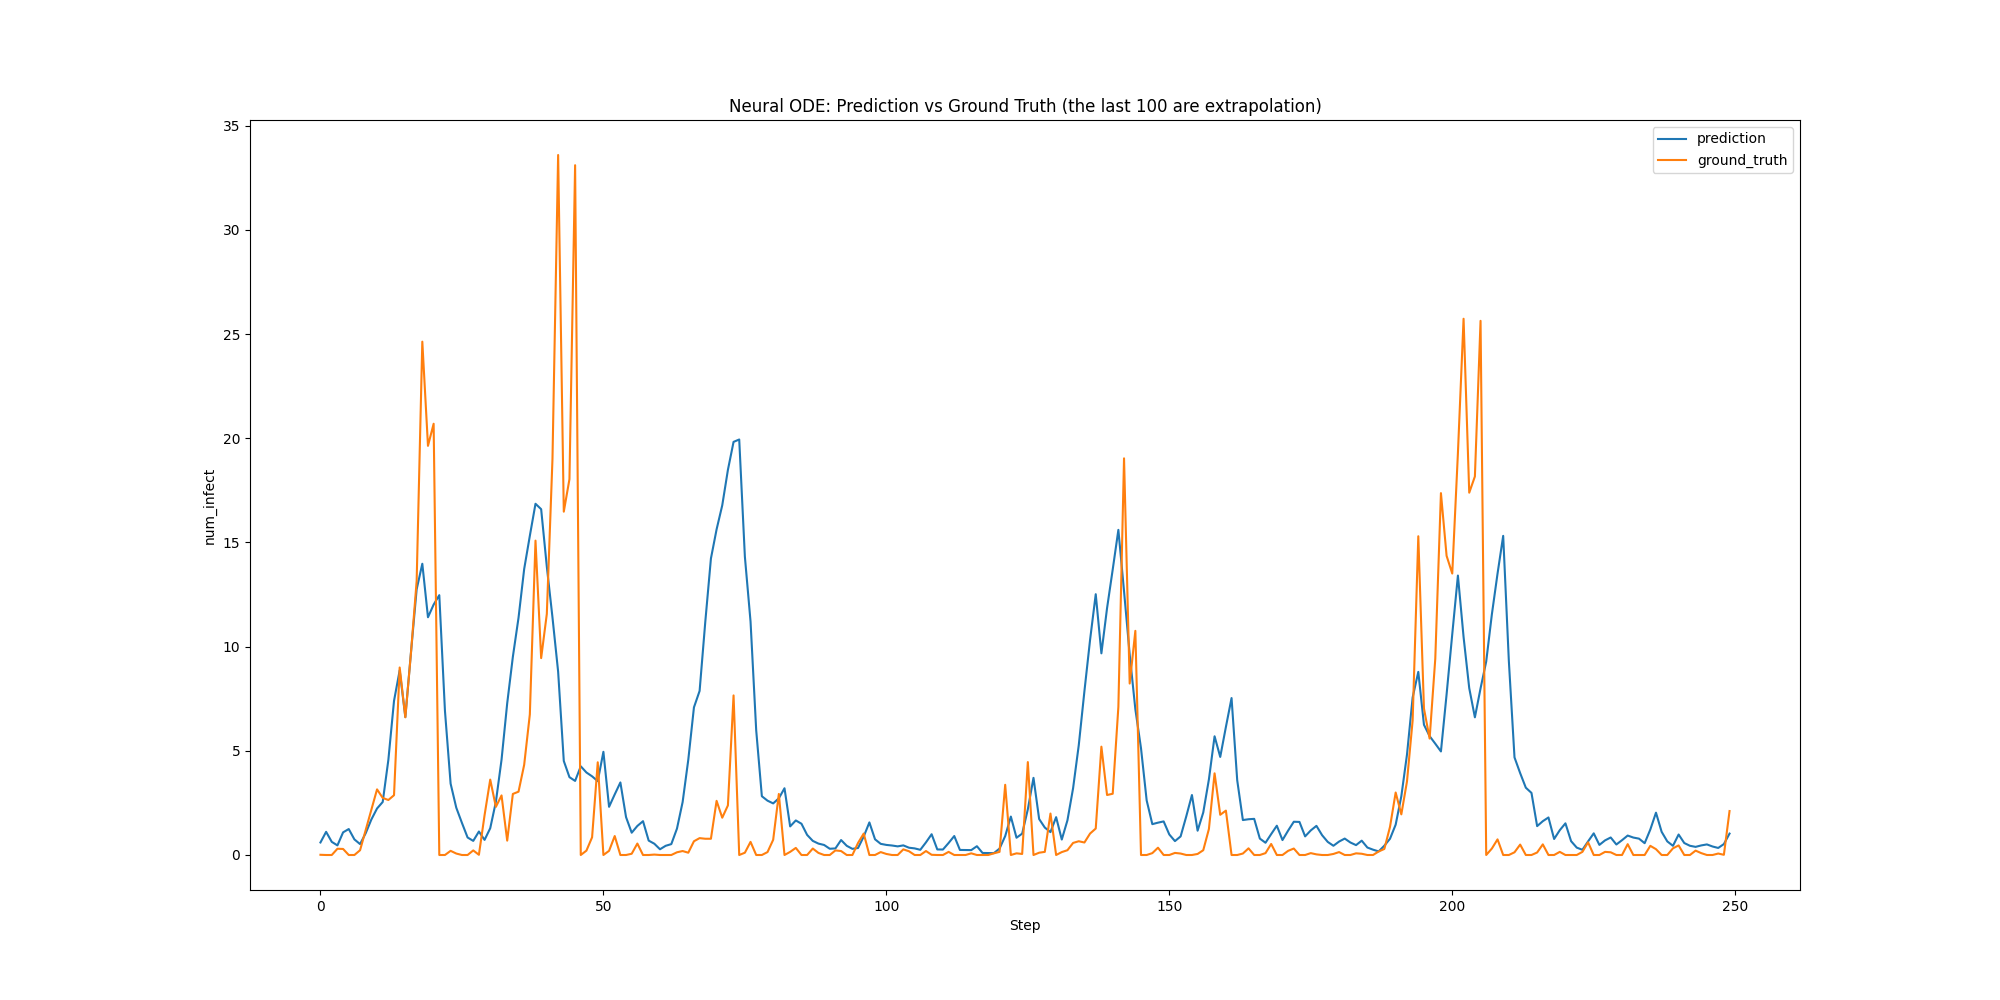 Neural ODE: Prediction vs Ground Truth (the last 100 are extrapolation)
prediction
ground_truth
35
30
25
20
15
10
5
0
num_infect
0 50 100 150 200 250
Step